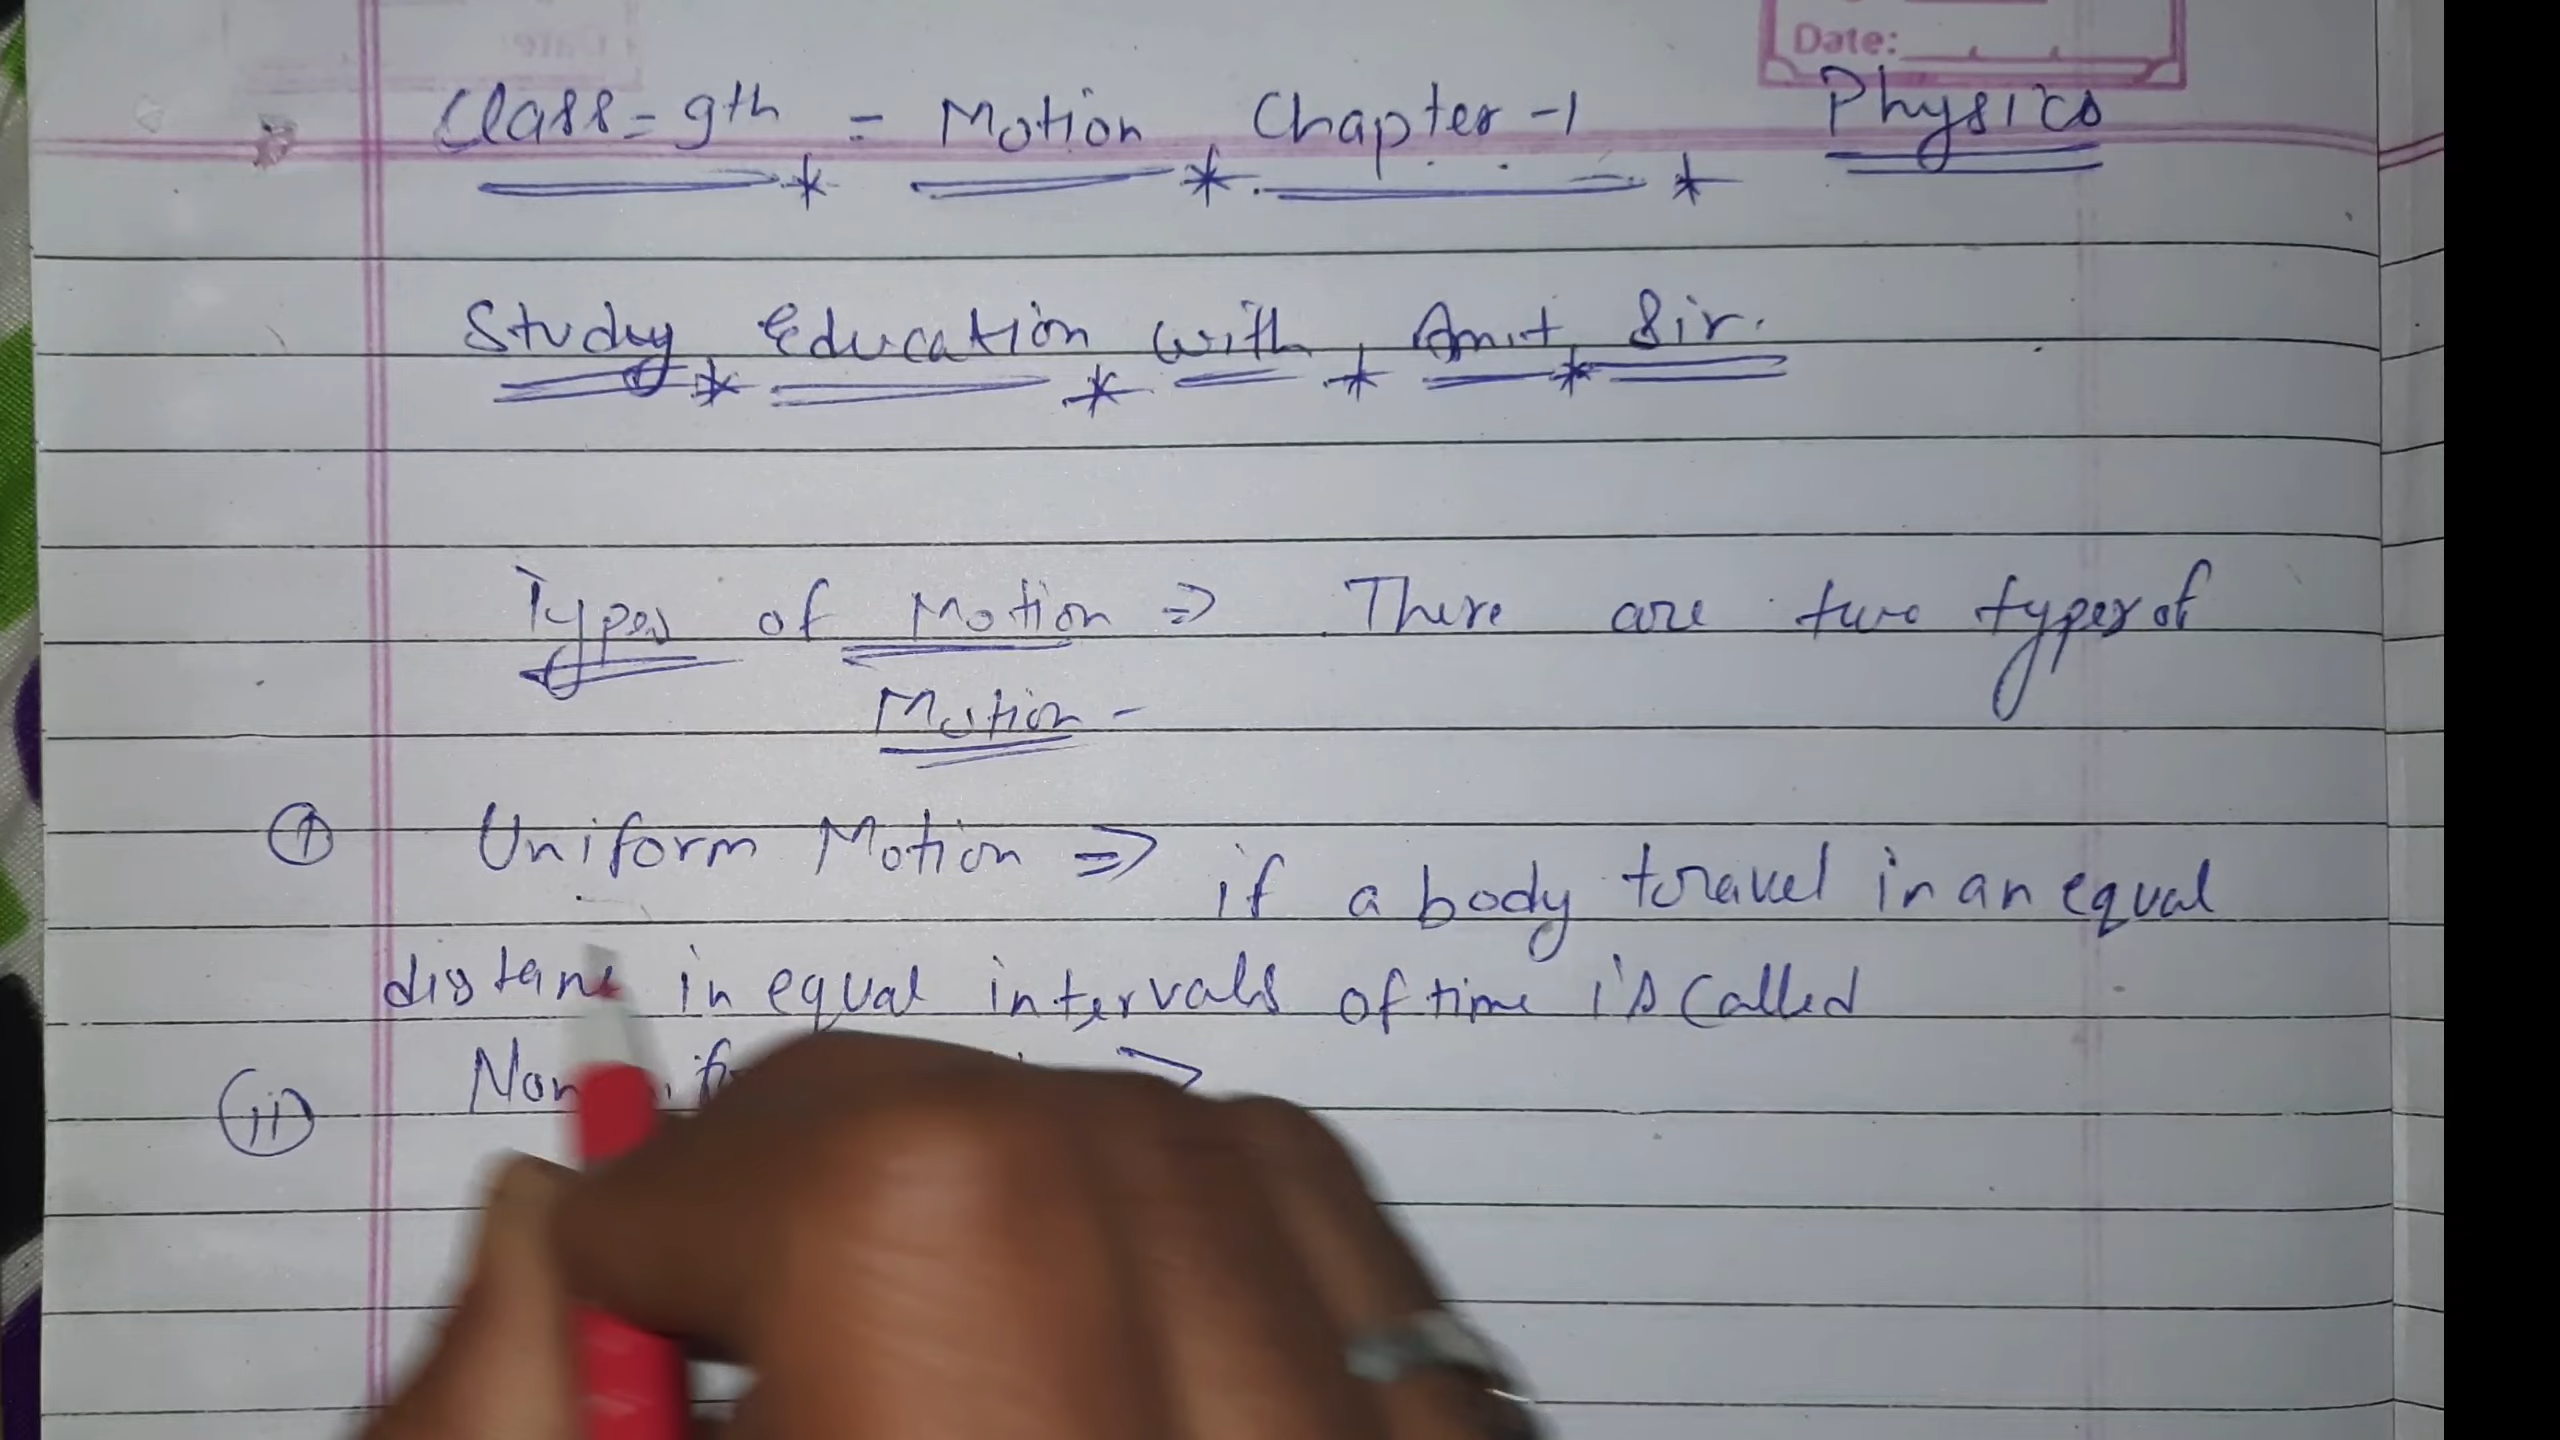 Date:
Class = 9th = Motion Chapter -1 Physics
Study Education with Amit Sir.
Types of Motion => There are two types of
Motion -
(i) Uniform Motion => if a body travel in an equal
distan in equal intervals of time is Called
(ii) Non